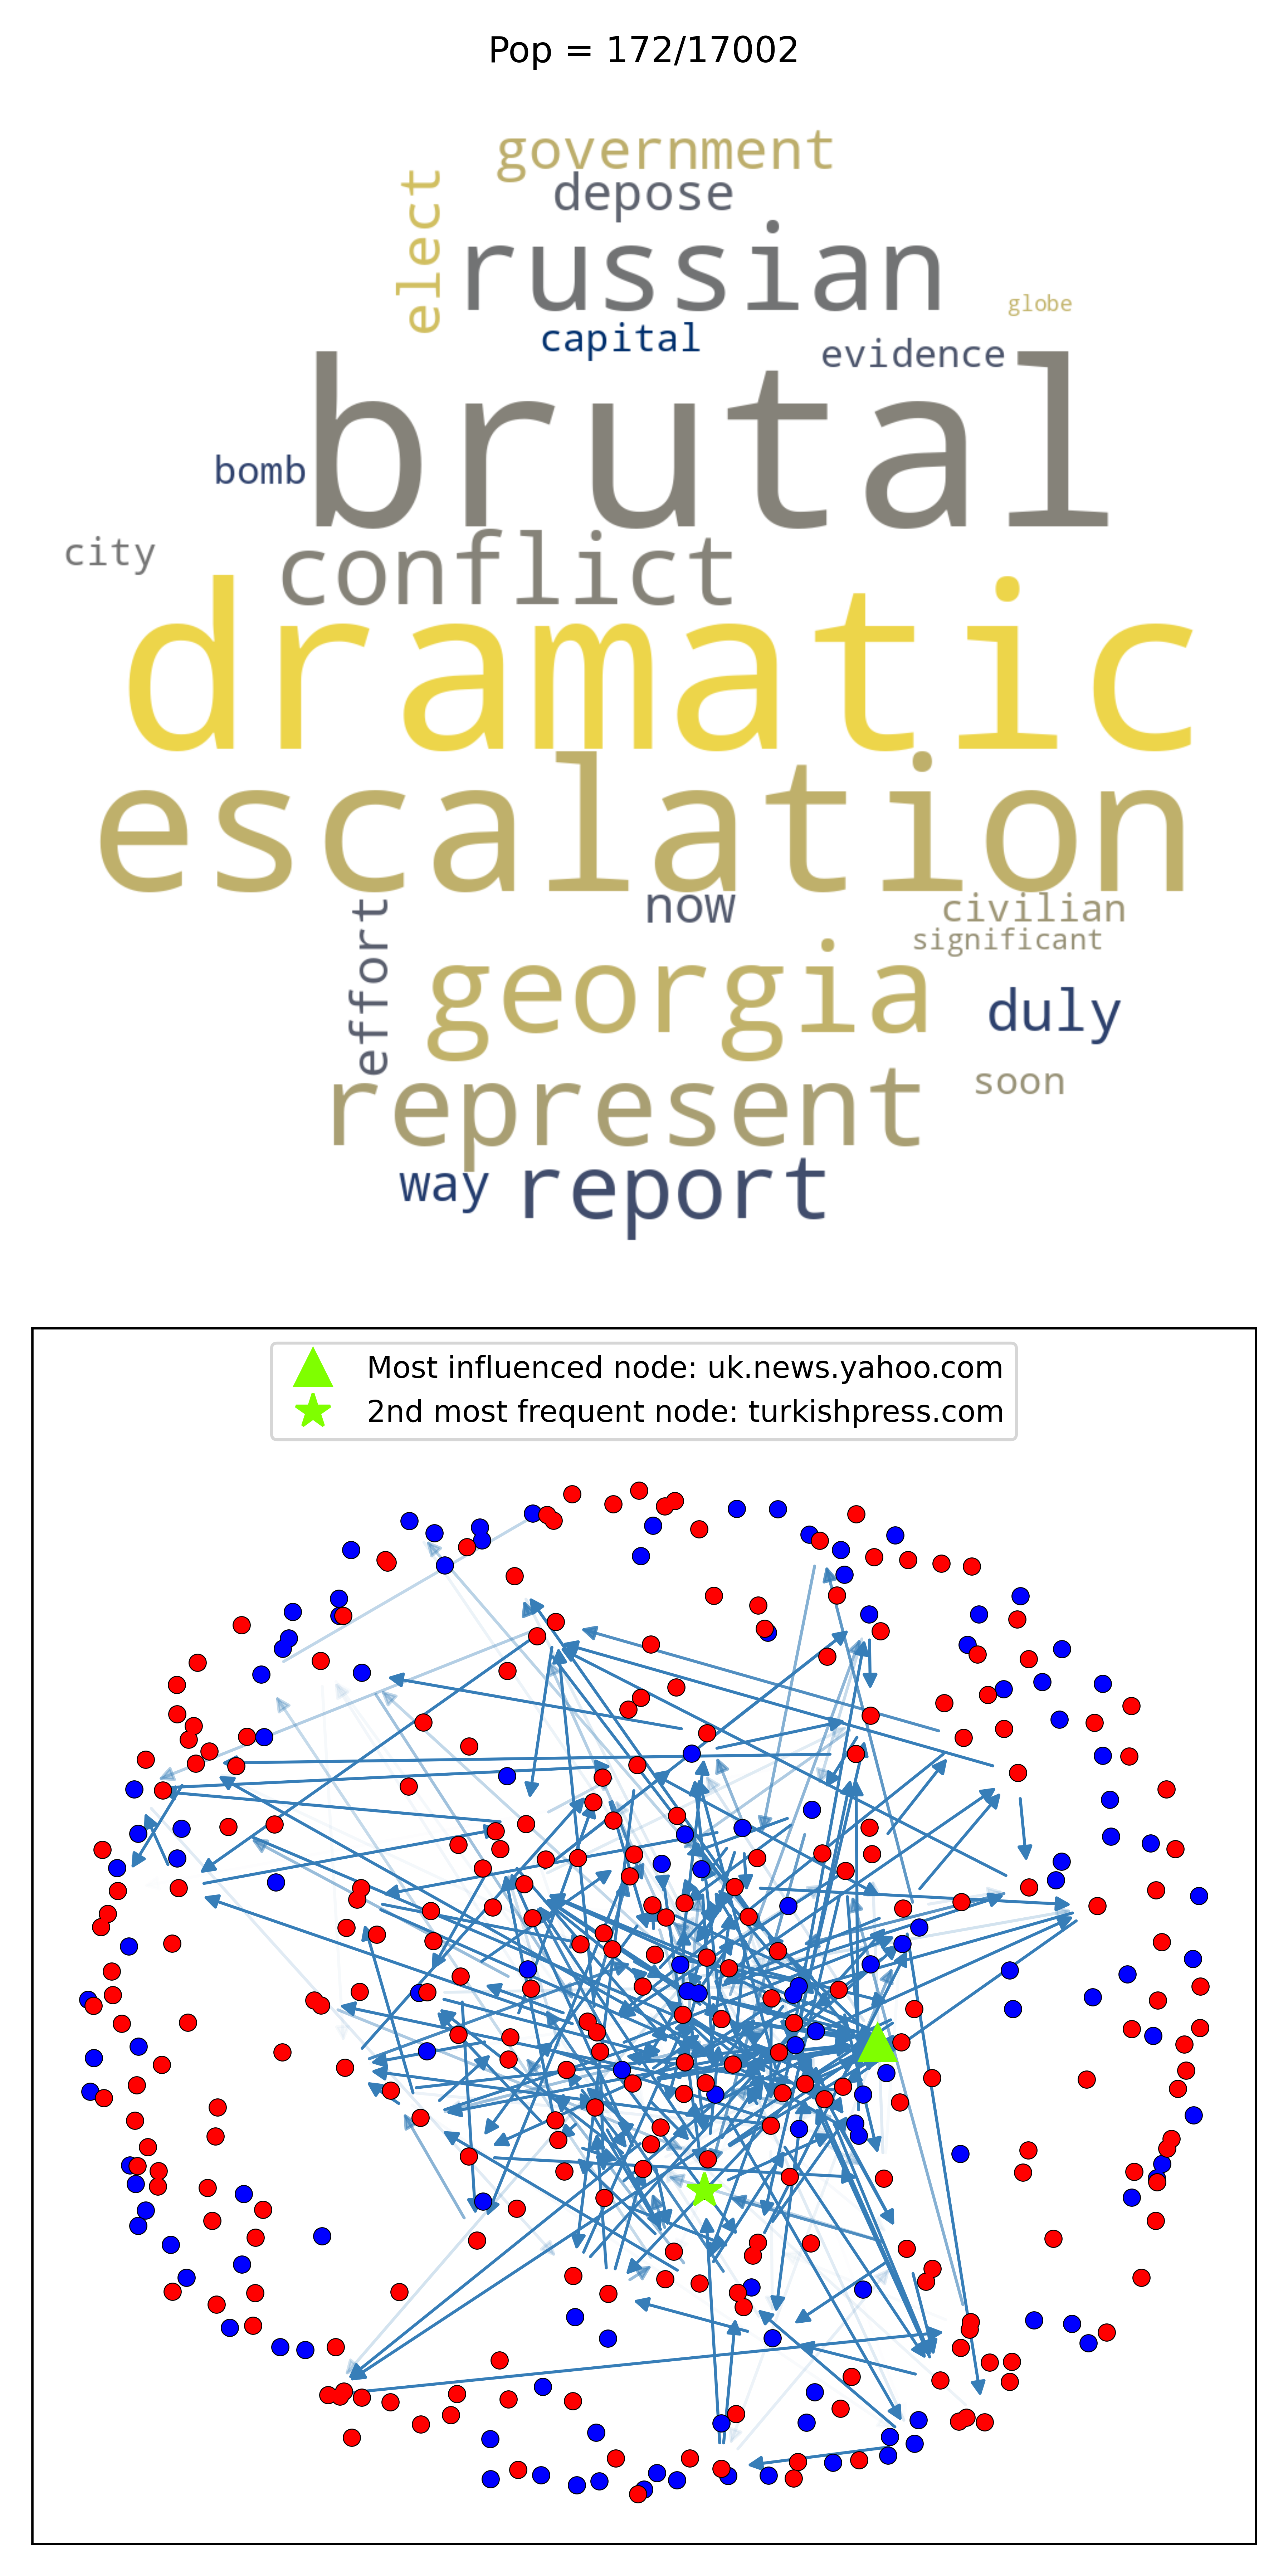 Pop = 172/17002
government
elect
depose
russian
globe
capital
evidence
brutal
bomb
city
conflict
dramatic
escalation
now
civilian
effort
significant
georgia
duly
represent
soon
way
report
Most influenced node: uk.news.yahoo.com
2nd most frequent node: turkishpress.com